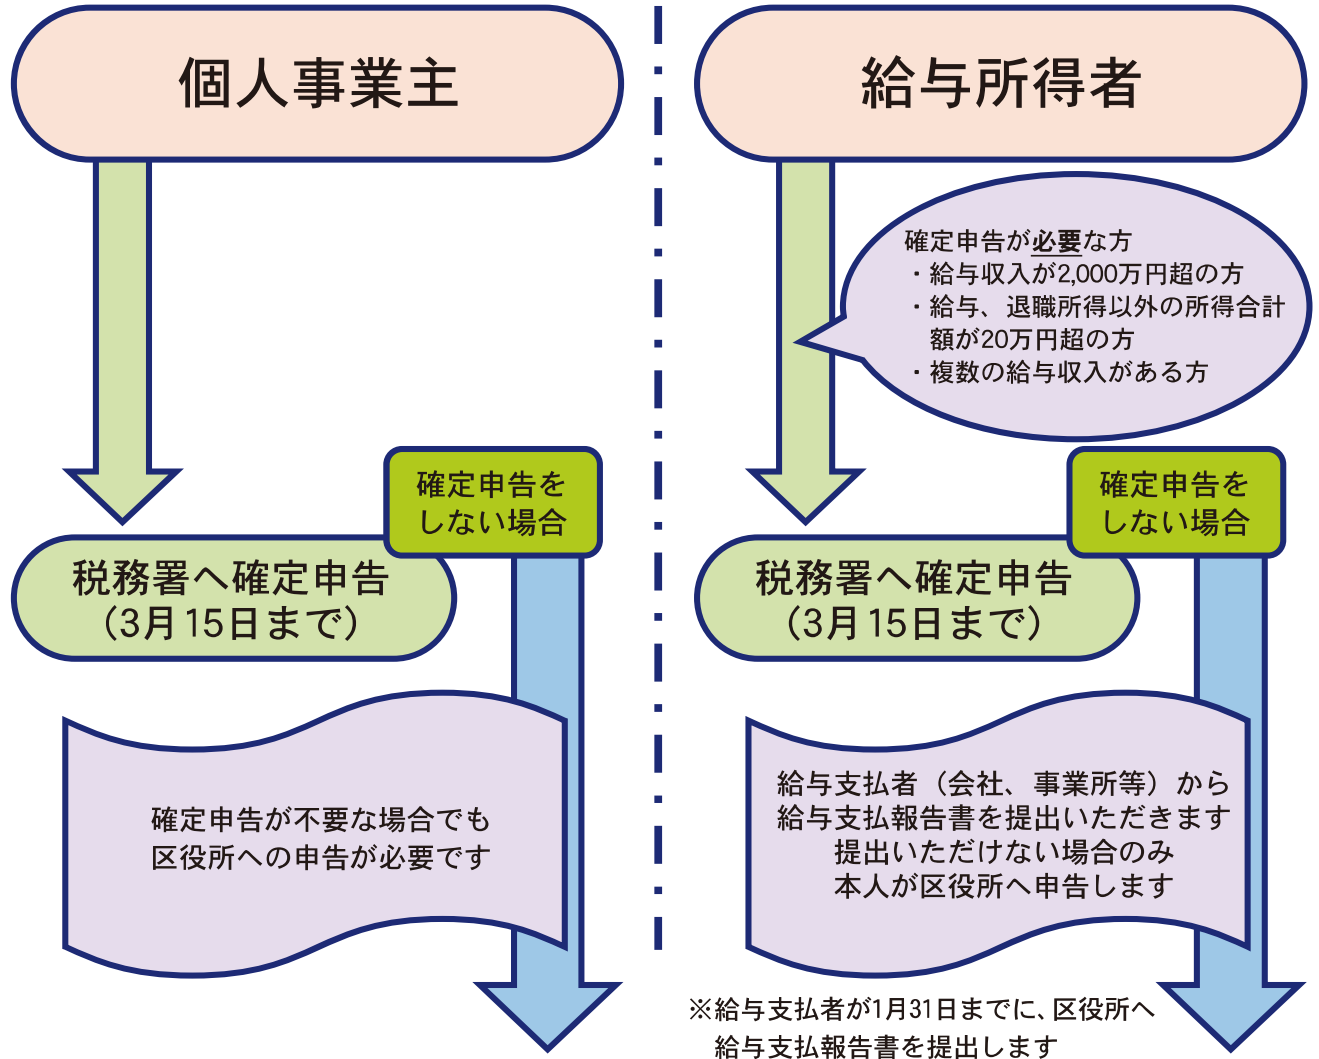 個人事業主
確定申告を
しない場合
税務署へ確定申告
（3月15日まで）
確定申告が不要な場合でも
区役所への申告が必要です
給与所得者
確定申告が必要な方
・給与収入が2,000万円超の方
・給与、退職所得以外の所得合計
額が20万円超の方
・複数の給与収入がある方
確定申告を
しない場合
税務署へ確定申告
（3月15日まで）
給与支払者（会社、事業所等）から
給与支払報告書を提出いただきます
提出いただけない場合のみ
本人が区役所へ申告します
※給与支払者が1月31日までに、区役所へ
給与支払報告書を提出します